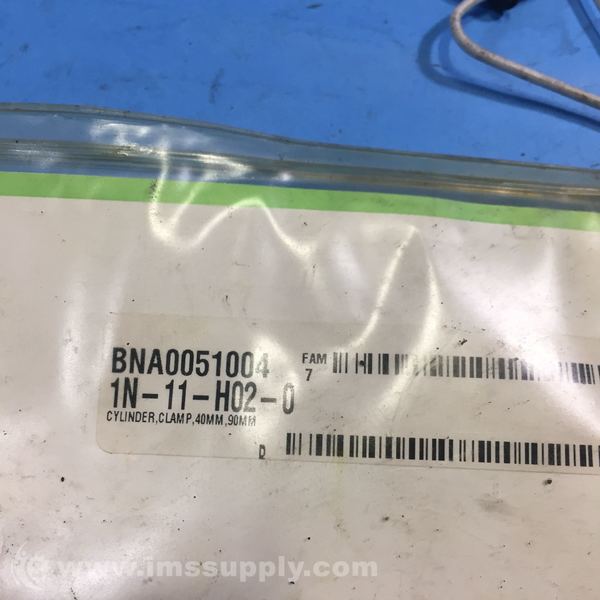 BNA0051004 FAM
7
1N-11-H02-0
CYLINDER,CLAMP,40MM,90MM
D
© www.imssupply.com